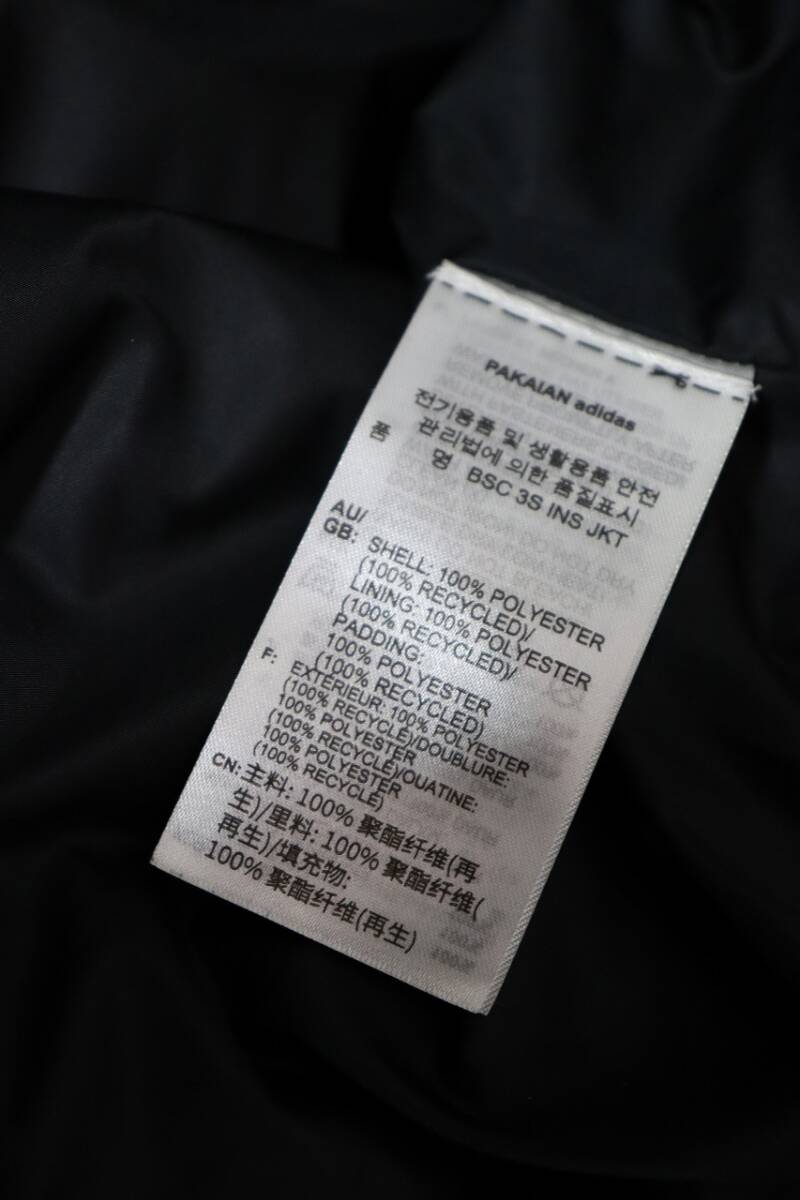 PAKAIAN adidas
전기용품 및 생활용품 안전
관리법에 의한 품질표시
품 명 BSC 3S INS JKT
AU/
GB: SHELL: 100% POLYESTER
(100% RECYCLED)/
LINING: 100% POLYESTER
(100% RECYCLED)/
PADDING:
100% POLYESTER
(100% RECYCLED)
F: EXTÉRIEUR: 100% POLYESTER
(100% RECYCLÉ)/DOUBLURE:
100% POLYESTER
(100% RECYCLÉ)/OUATINE:
100% POLYESTER
(100% RECYCLÉ)
CN: 主料: 100% 聚酯纤维(再
生)/里料: 100% 聚酯纤维(
再生)/填充物:
100% 聚酯纤维(再生)